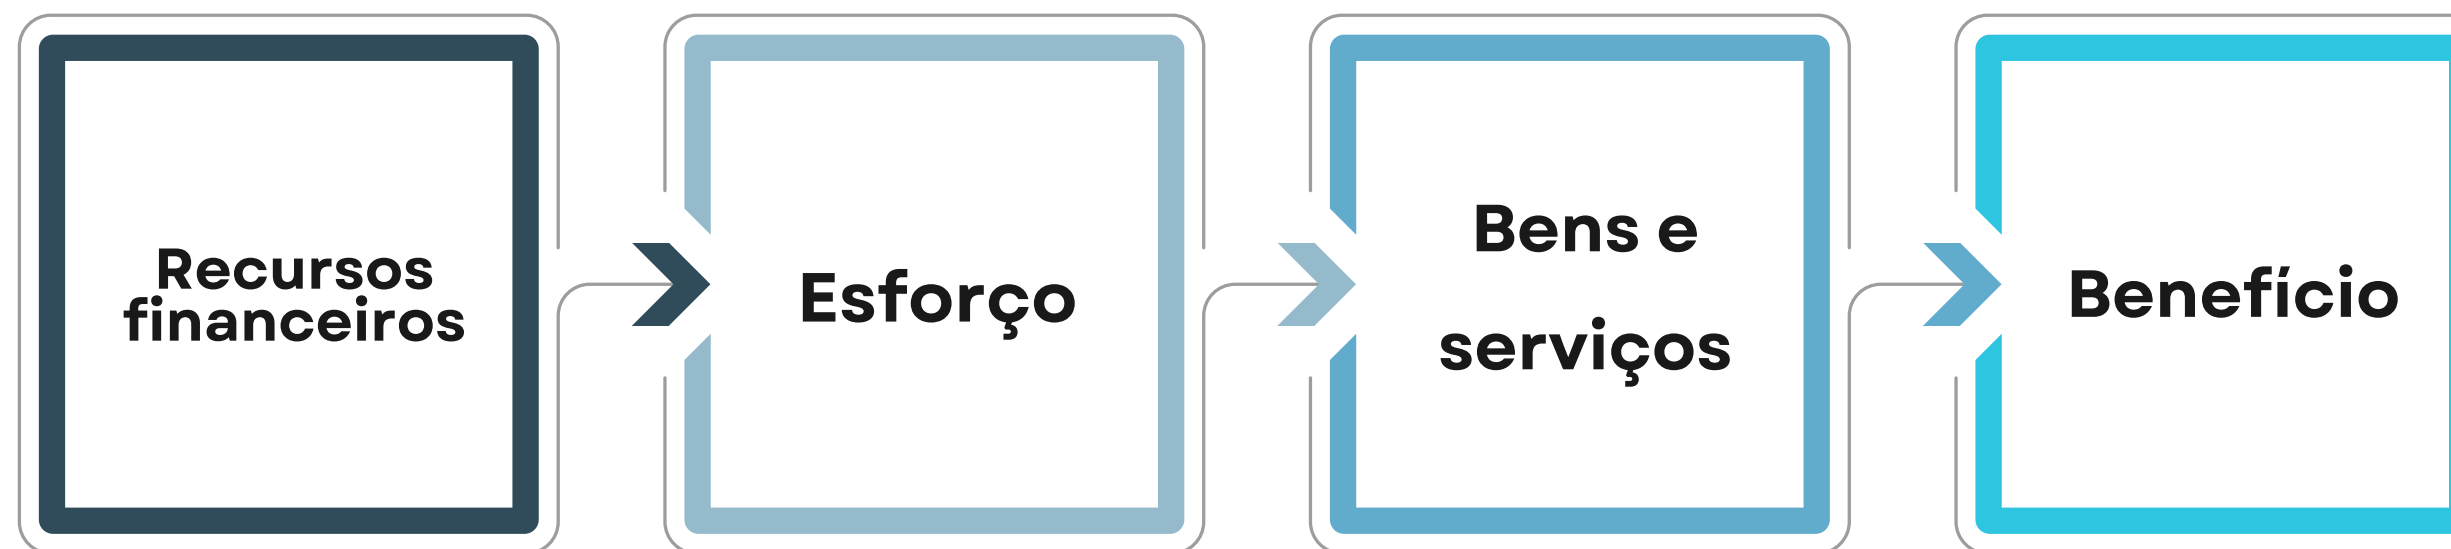 Recursos
financeiros
Esforço
Bens e
serviços
Benefício